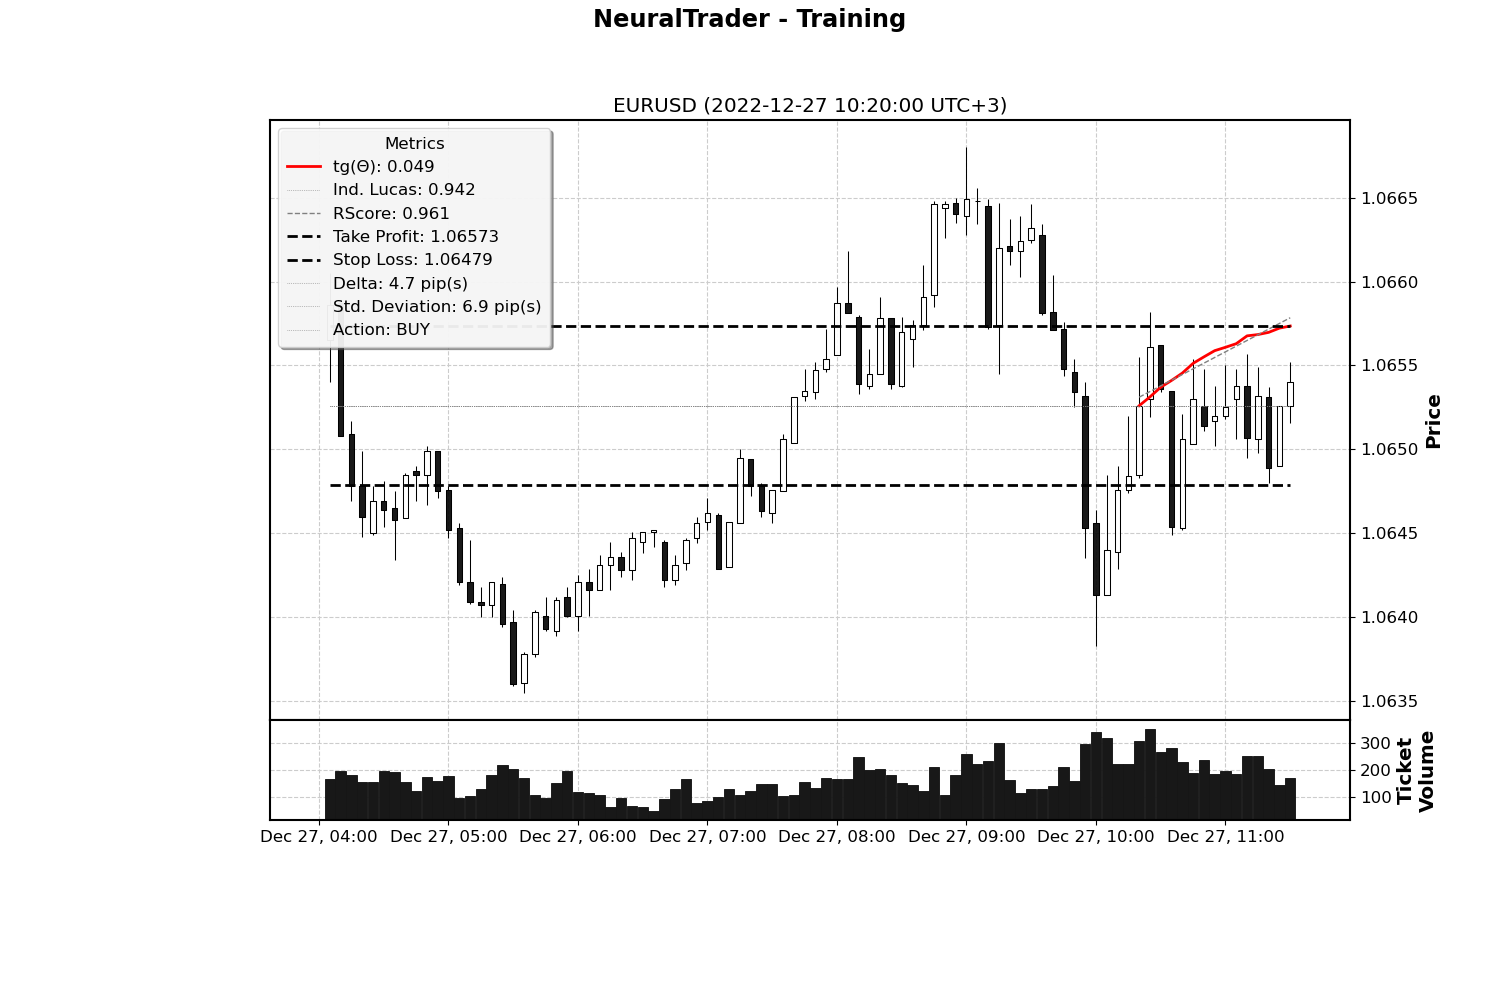 NeuralTrader - Training
EURUSD (2022-12-27 10:20:00 UTC+3)
Metrics
tg(Θ): 0.049
Ind. Lucas: 0.942
RScore: 0.961
Take Profit: 1.06573
Stop Loss: 1.06479
Delta: 4.7 pip(s)
Std. Deviation: 6.9 pip(s)
Action: BUY
1.0665
1.0660
1.0655
1.0650
1.0645
1.0640
1.0635
Price
300
200
100
Ticket
Volume
Dec 27, 04:00
Dec 27, 05:00
Dec 27, 06:00
Dec 27, 07:00
Dec 27, 08:00
Dec 27, 09:00
Dec 27, 10:00
Dec 27, 11:00